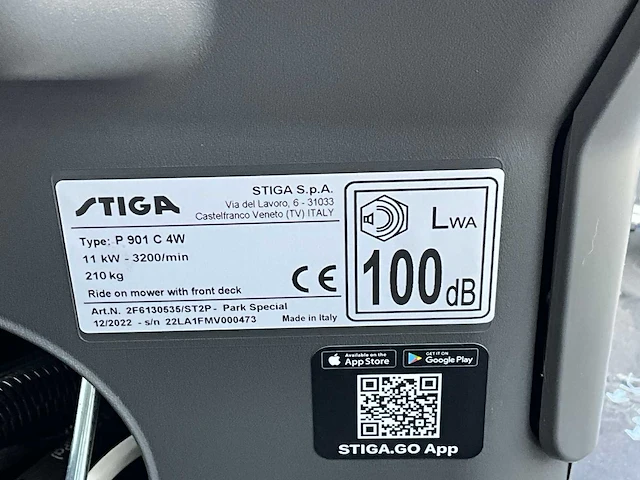 STIGA
STIGA S.p.A.
Via del Lavoro, 6 - 31033
Castelfranco Veneto (TV) ITALY
Type: P 901 C 4W
11 kW - 3200/min
210 kg
CE
Ride on mower with front deck
Art.N. 2F6130535/ST2P - Park Special
12/2022 - s/n 22LA1FMV000473 Made in Italy
LWA
100 dB
Available on the
App Store
GET IT ON
Google Play
STIGA.GO App